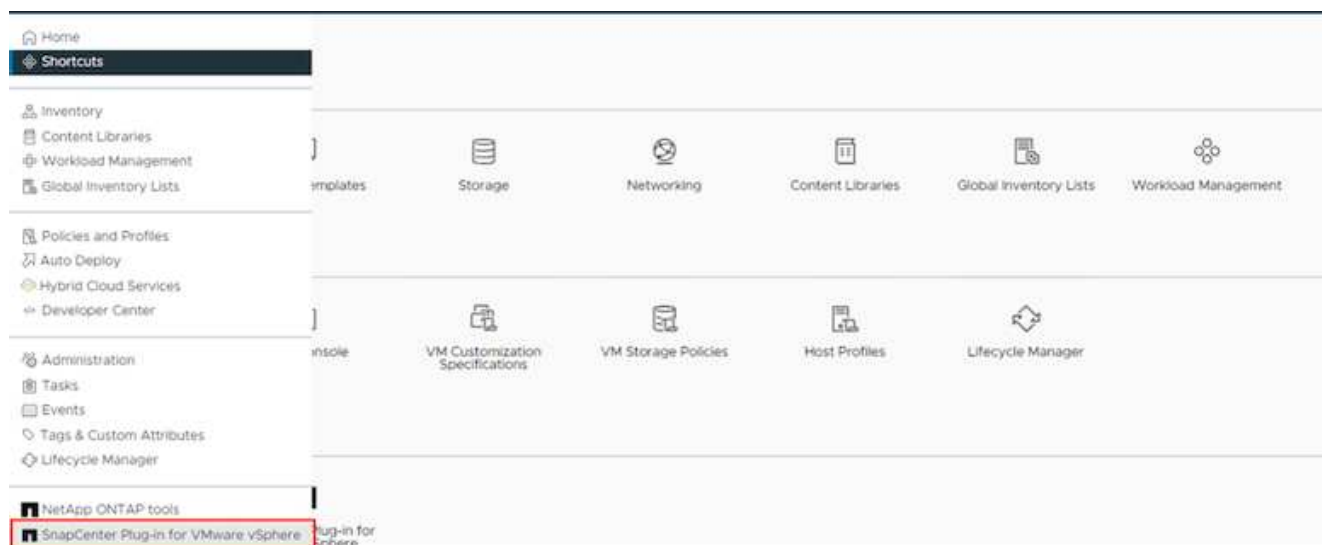 Home
Shortcuts
Inventory
Content Libraries
Workload Management
Global Inventory Lists
Policies and Profiles
Auto Deploy
Hybrid Cloud Services
Developer Center
Administration
Tasks
Events
Tags & Custom Attributes
Lifecycle Manager
NetApp ONTAP tools
SnapCenter Plug-in for VMware vSphere
emplates
Storage
Networking
Content Libraries
Global Inventory Lists
Workload Management
onsole
VM Customization
Specifications
VM Storage Policies
Host Profiles
Lifecycle Manager
lug-in for
Sphere